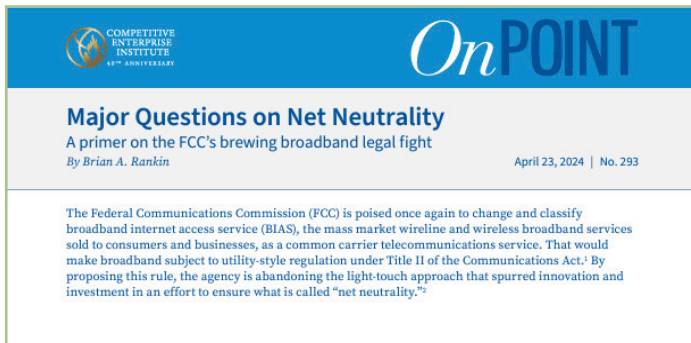 COMPETITIVE
ENTERPRISE
INSTITUTE
40TH ANNIVERSARY
OnPOINT
Major Questions on Net Neutrality
A primer on the FCC's brewing broadband legal fight
By Brian A. Rankin
April 23, 2024 | No. 293
The Federal Communications Commission (FCC) is poised once again to change and classify
broadband internet access service (BIAS), the mass market wireline and wireless broadband services
sold to consumers and businesses, as a common carrier telecommunications service. That would
make broadband subject to utility-style regulation under Title II of the Communications Act.¹ By
proposing this rule, the agency is abandoning the light-touch approach that spurred innovation and
investment in an effort to ensure what is called “net neutrality.”²